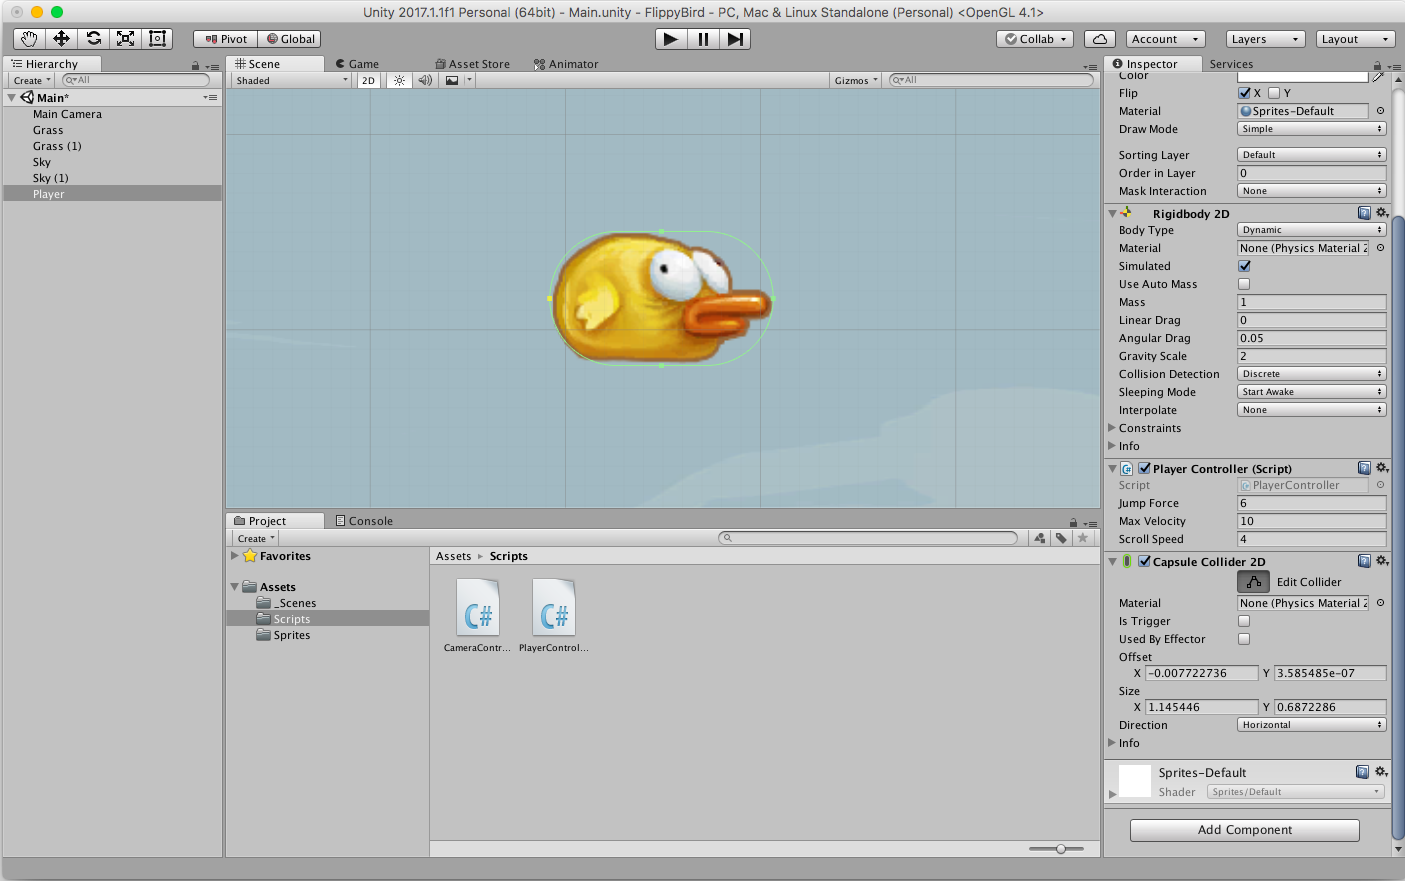 Unity 2017.1.1f1 Personal (64bit) - Main.unity - FlippyBird - PC, Mac & Linux Standalone (Personal) <OpenGL 4.1>
Pivot Global Collab Account Layers Layout
Hierarchy
Create All
Main*
Main Camera
Grass
Grass (1)
Sky
Sky (1)
Player
Scene Game Asset Store Animator
Shaded 2D Gizmos All
Project Console
Create
Favorites
Assets
_Scenes
Scripts
Sprites
Assets ▸ Scripts
C# C#
CameraContr... PlayerControl...
Inspector Services
Color
Flip X Y
Material Sprites-Default
Draw Mode Simple
Sorting Layer Default
Order in Layer 0
Mask Interaction None
Rigidbody 2D
Body Type Dynamic
Material None (Physics Material 2
Simulated
Use Auto Mass
Mass 1
Linear Drag 0
Angular Drag 0.05
Gravity Scale 2
Collision Detection Discrete
Sleeping Mode Start Awake
Interpolate None
Constraints
Info
Player Controller (Script)
Script PlayerController
Jump Force 6
Max Velocity 10
Scroll Speed 4
Capsule Collider 2D
Edit Collider
Material None (Physics Material 2
Is Trigger
Used By Effector
Offset
X -0.007722736 Y 3.585485e-07
Size
X 1.145446 Y 0.6872286
Direction Horizontal
Info
Sprites-Default
Shader Sprites/Default
Add Component